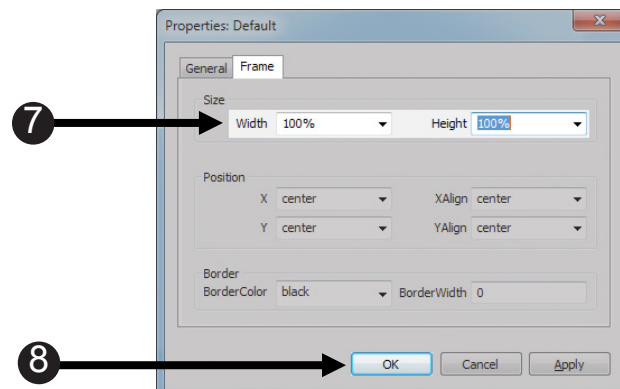 Properties: Default
General Frame
Size
7
Width 100% Height 100%
Position
X center XAlign center
Y center YAlign center
Border
BorderColor black BorderWidth 0
8
OK Cancel Apply